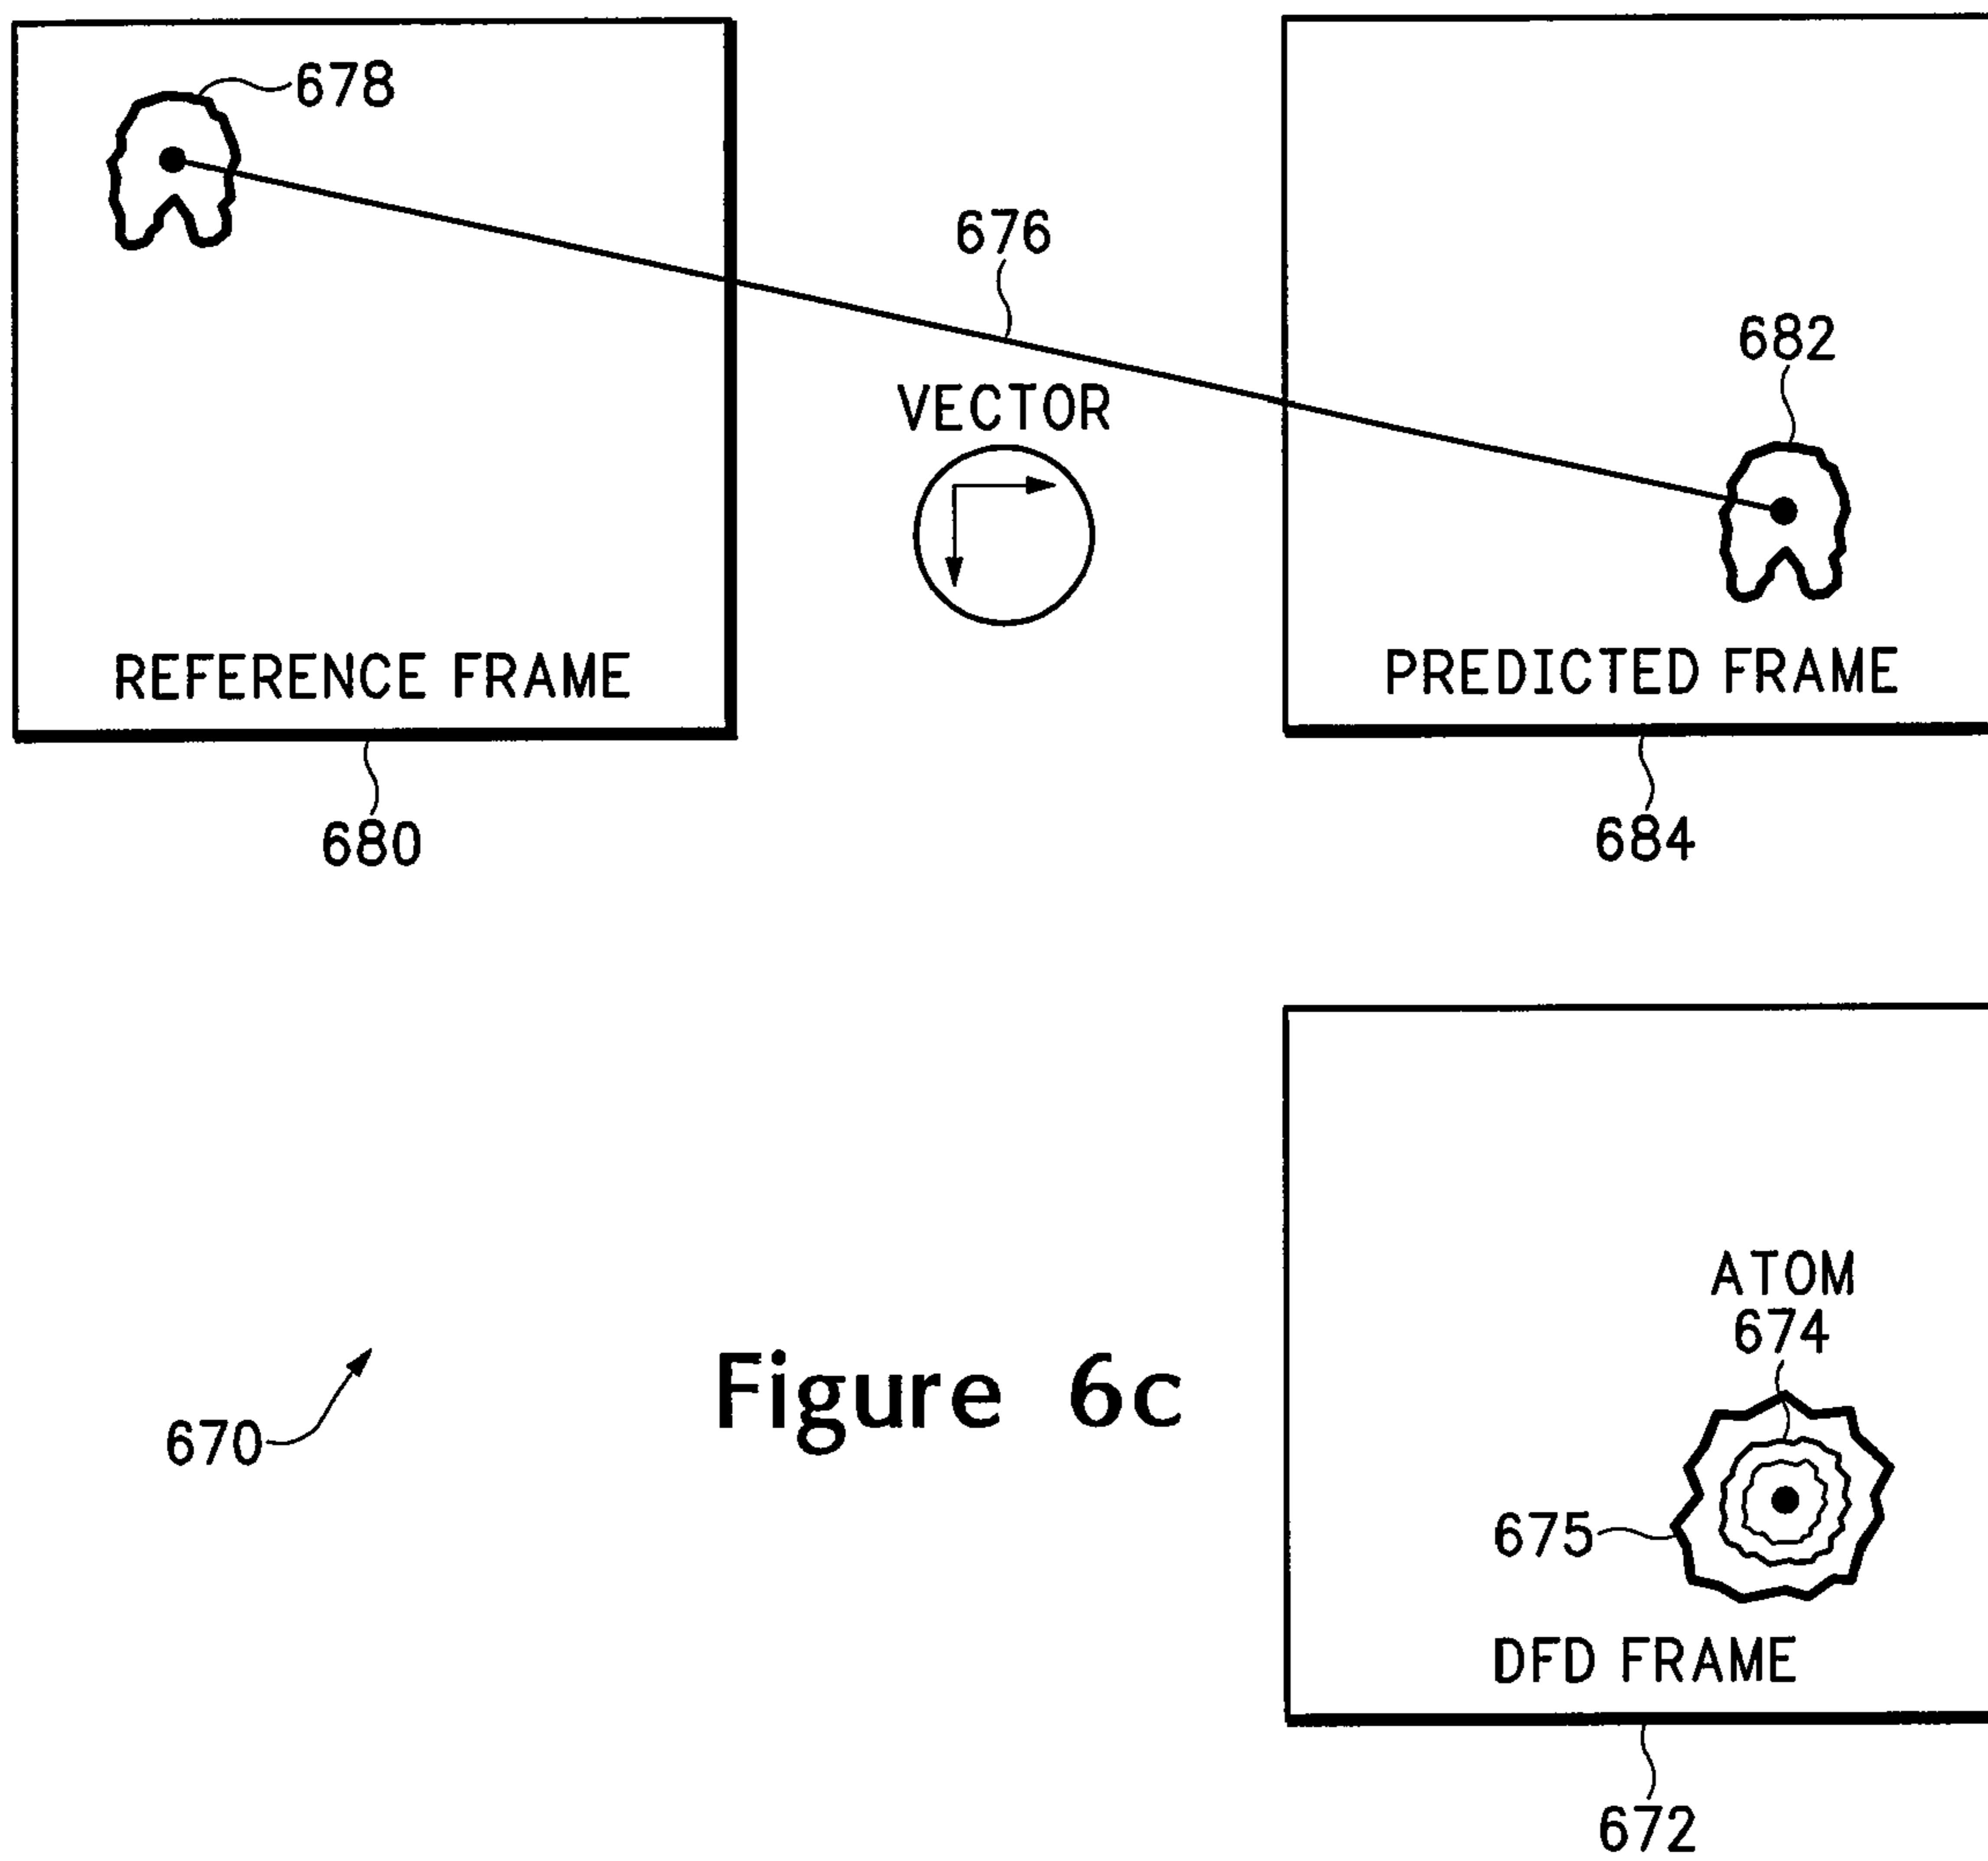 678
676
682
VECTOR
REFERENCE FRAME
PREDICTED FRAME
680
684
ATOM
674
670
Figure 6c
675
DFD FRAME
672